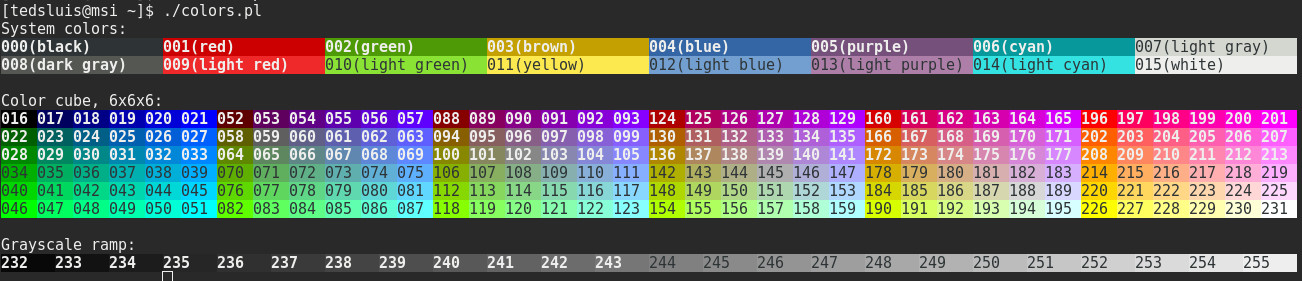 [tedsluis@msi ~]$ ./colors.pl
System colors:
000(black) 001(red) 002(green) 003(brown) 004(blue) 005(purple) 006(cyan) 007(light gray)
008(dark gray) 009(light red) 010(light green) 011(yellow) 012(light blue) 013(light purple) 014(light cyan) 015(white)
Color cube, 6x6x6:
016 017 018 019 020 021 052 053 054 055 056 057 088 089 090 091 092 093 124 125 126 127 128 129 160 161 162 163 164 165 196 197 198 199 200 201
022 023 024 025 026 027 058 059 060 061 062 063 094 095 096 097 098 099 130 131 132 133 134 135 166 167 168 169 170 171 202 203 204 205 206 207
028 029 030 031 032 033 064 065 066 067 068 069 100 101 102 103 104 105 136 137 138 139 140 141 172 173 174 175 176 177 208 209 210 211 212 213
034 035 036 037 038 039 070 071 072 073 074 075 106 107 108 109 110 111 142 143 144 145 146 147 178 179 180 181 182 183 214 215 216 217 218 219
040 041 042 043 044 045 076 077 078 079 080 081 112 113 114 115 116 117 148 149 150 151 152 153 184 185 186 187 188 189 220 221 222 223 224 225
046 047 048 049 050 051 082 083 084 085 086 087 118 119 120 121 122 123 154 155 156 157 158 159 190 191 192 193 194 195 226 227 228 229 230 231
Grayscale ramp:
232 233 234 235 236 237 238 239 240 241 242 243 244 245 246 247 248 249 250 251 252 253 254 255